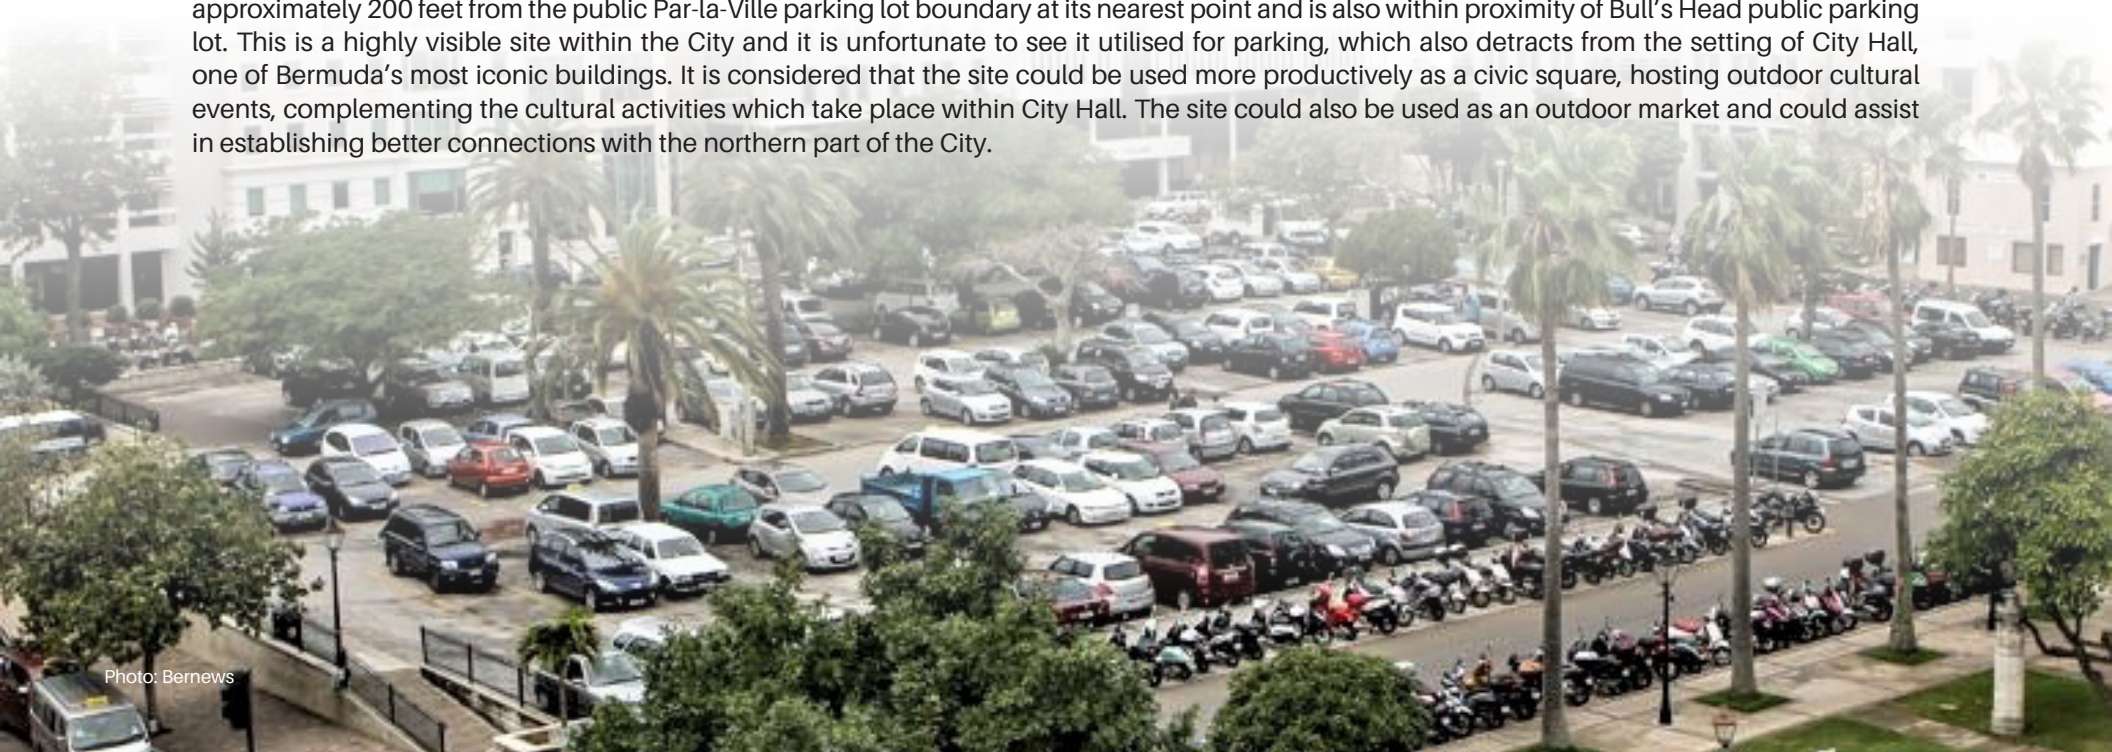 approximately 200 feet from the public Par-la-Ville parking lot boundary at its nearest point and is also within proximity of Bull’s Head public parking
lot. This is a highly visible site within the City and it is unfortunate to see it utilised for parking, which also detracts from the setting of City Hall,
one of Bermuda’s most iconic buildings. It is considered that the site could be used more productively as a civic square, hosting outdoor cultural
events, complementing the cultural activities which take place within City Hall. The site could also be used as an outdoor market and could assist
in establishing better connections with the northern part of the City.
Photo: Bernews